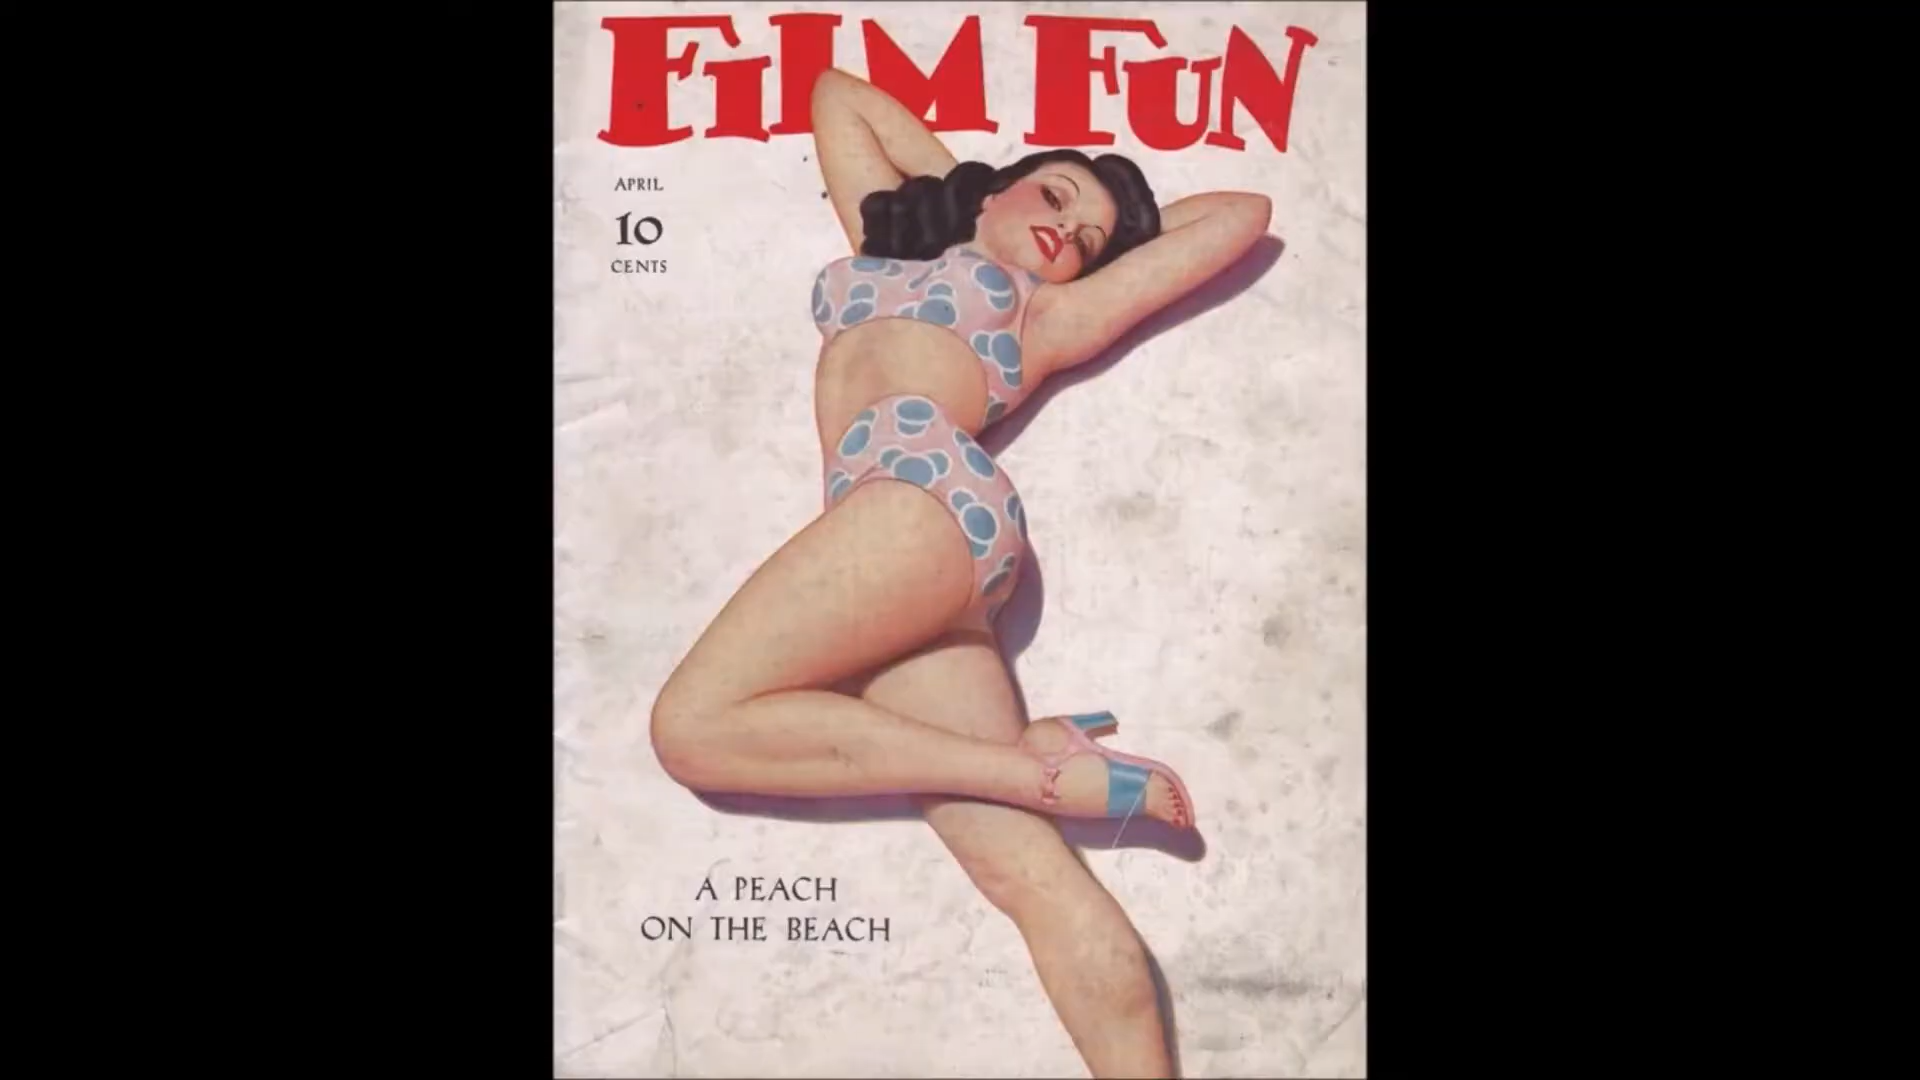 FiLM FUN
APRIL
10
CENTS
A PEACH
ON THE BEACH